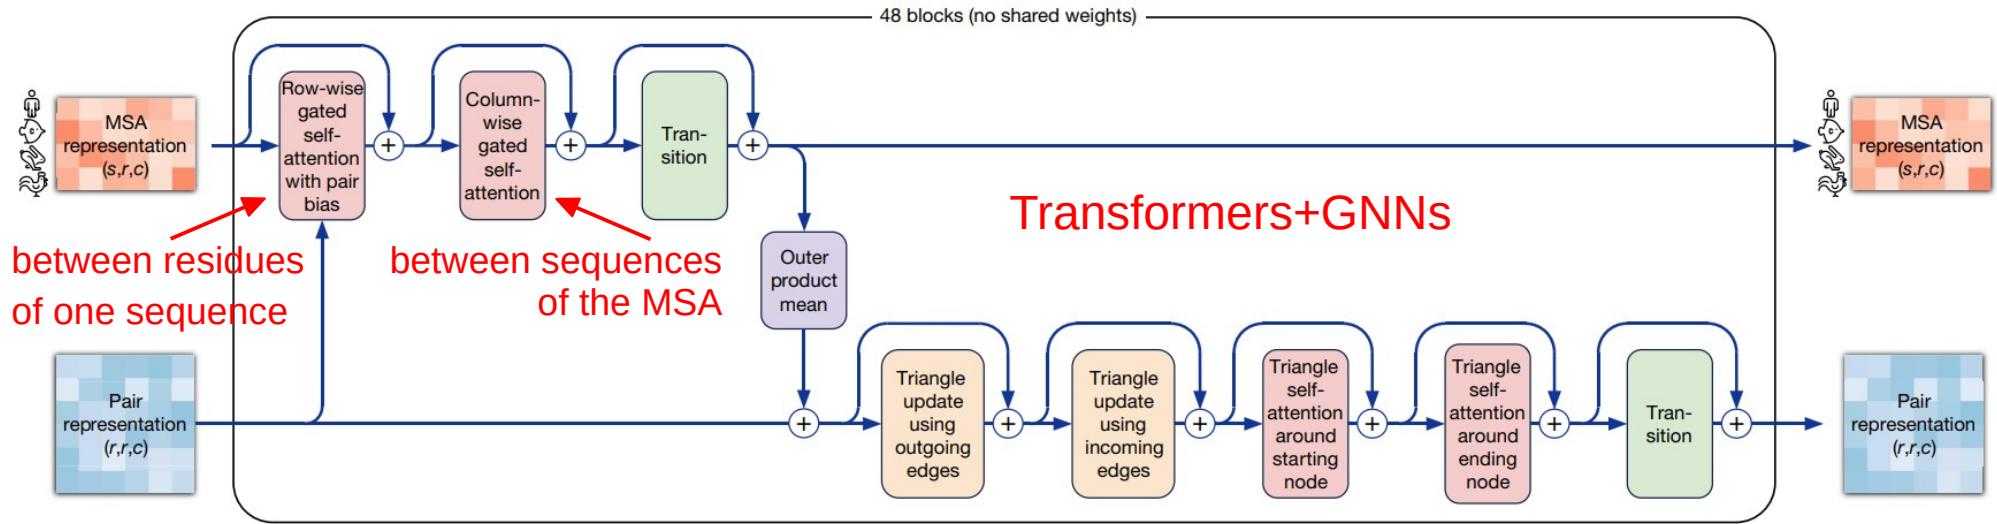 48 blocks (no shared weights)
MSA
representation
(s,r,c)
Row-wise
gated
self-
attention
with pair
bias
+
Column-
wise
gated
self-
attention
+
Tran-
sition
+
MSA
representation
(s,r,c)
between residues
of one sequence
between sequences
of the MSA
Transformers+GNNs
Outer
product
mean
Pair
representation
(r,r,c)
+
Triangle
update
using
outgoing
edges
+
Triangle
update
using
incoming
edges
+
Triangle
self-
attention
around
starting
node
+
Triangle
self-
attention
around
ending
node
+
Tran-
sition
+
Pair
representation
(r,r,c)